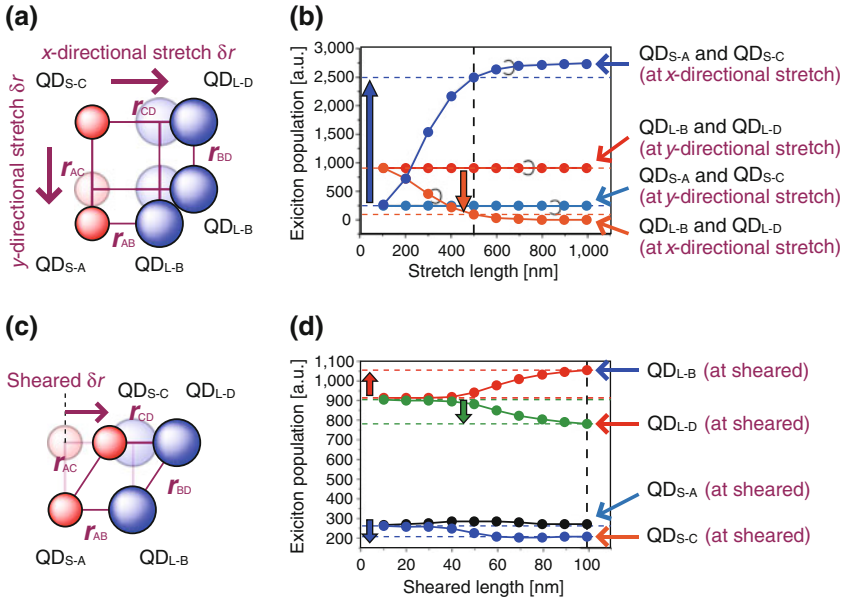 (a)
x-directional stretch δr
QDS-C
QDL-D
rCD
y-directional stretch δr
rAC
rBD
rAB
QDL-B
QDS-A
QDL-B
(b)
Exiciton population [a.u.]
3,000
2,500
2,000
1,500
1,000
500
0
0 200 400 600 800 1,000
Stretch length [nm]
QDS-A and QDS-C
(at x-directional stretch)
QDL-B and QDL-D
(at y-directional stretch)
QDS-A and QDS-C
(at y-directional stretch)
QDL-B and QDL-D
(at x-directional stretch)
(c)
Sheared δr
QDS-C
QDL-D
rCD
rAC
rBD
rAB
QDS-A
QDL-B
(d)
Exiciton population [a.u.]
1,100
1,000
900
800
700
600
500
400
300
200
0 20 40 60 80 100
Sheared length [nm]
QDL-B (at sheared)
QDL-D (at sheared)
QDS-A (at sheared)
QDS-C (at sheared)